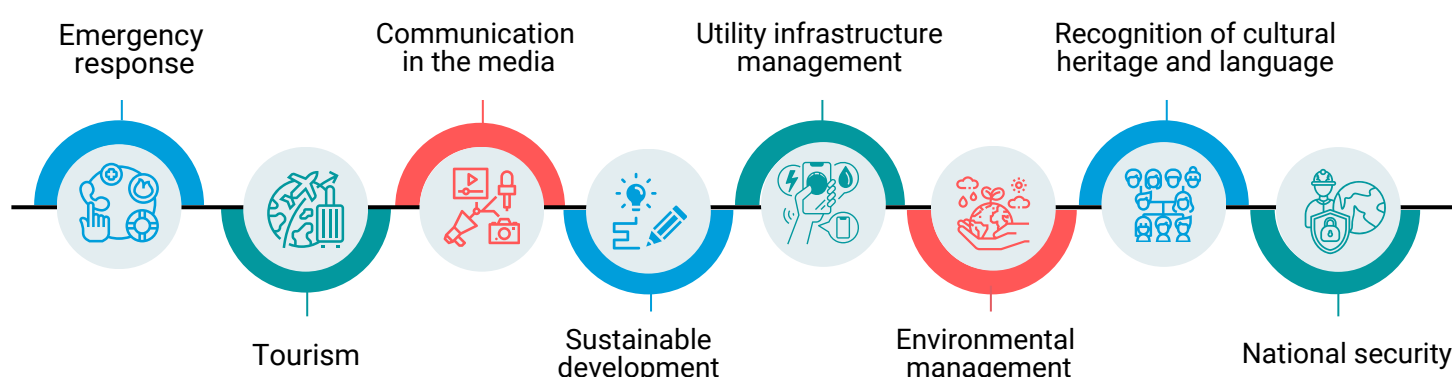 Emergency
response
Tourism
Communication
in the media
Sustainable
development
Utility infrastructure
management
Environmental
management
Recognition of cultural
heritage and language
National security